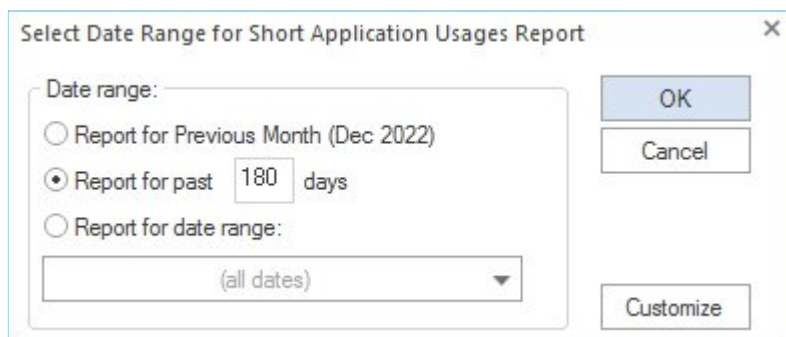 Select Date Range for Short Application Usages Report
Date range:
Report for Previous Month (Dec 2022)
Report for past 180 days
Report for date range:
(all dates)
OK
Cancel
Customize